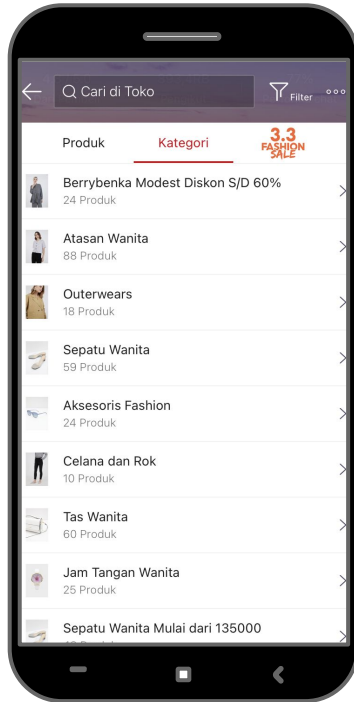 Cari di Toko
Filter
Produk
Kategori
3.3
FASHION
SALE
Berrybenka Modest Diskon S/D 60%
24 Produk
Atasan Wanita
88 Produk
Outerwears
18 Produk
Sepatu Wanita
59 Produk
Aksesoris Fashion
24 Produk
Celana dan Rok
10 Produk
Tas Wanita
60 Produk
Jam Tangan Wanita
25 Produk
Sepatu Wanita Mulai dari 135000